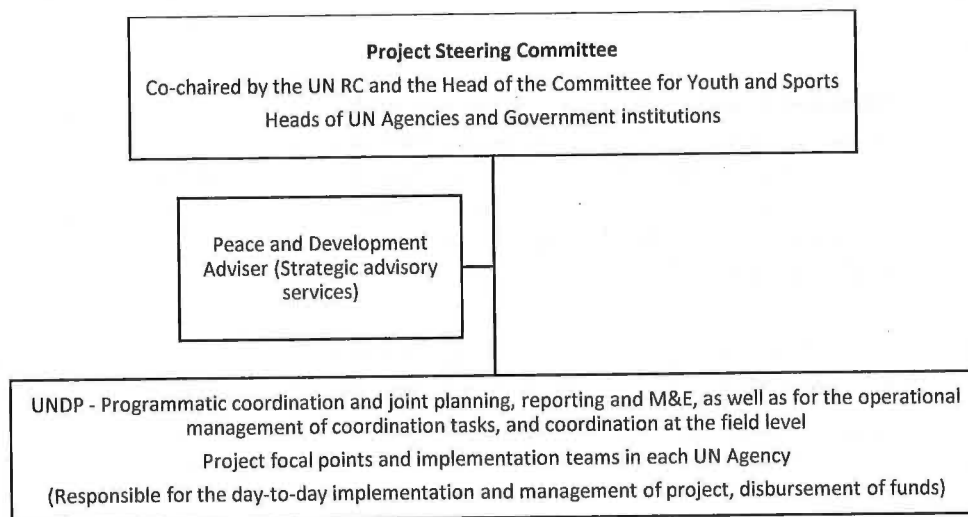 Project Steering Committee
Co-chaired by the UN RC and the Head of the Committee for Youth and Sports
Heads of UN Agencies and Government institutions
Peace and Development
Adviser (Strategic advisory
services)
UNDP - Programmatic coordination and joint planning, reporting and M&E, as well as for the operational
management of coordination tasks, and coordination at the field level
Project focal points and implementation teams in each UN Agency
(Responsible for the day-to-day implementation and management of project, disbursement of funds)